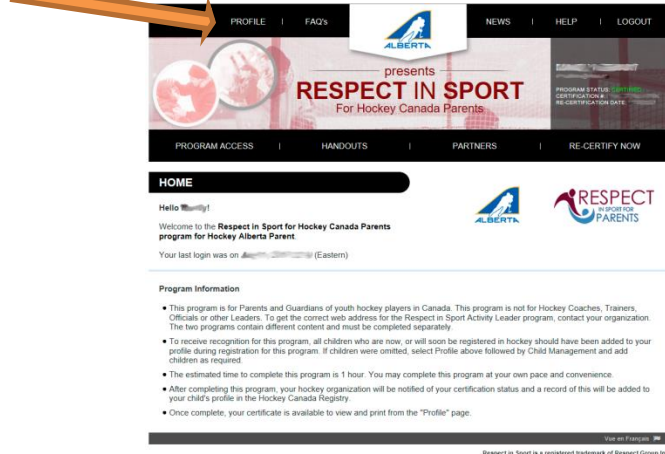 PROFILE | FAQ's NEWS | HELP | LOGOUT
ALBERTA
presents
RESPECT IN SPORT
For Hockey Canada Parents
PROGRAM STATUS: CERTIFIED
CERTIFICATION #:
RE-CERTIFICATION DATE:
PROGRAM ACCESS | HANDOUTS | PARTNERS | RE-CERTIFY NOW
HOME
Hello
ALBERTA
RESPECT
IN SPORT FOR
PARENTS
Welcome to the Respect in Sport for Hockey Canada Parents
program for Hockey Alberta Parent.
Your last login was on (Eastern)
Program Information
• This program is for Parents and Guardians of youth hockey players in Canada. This program is not for Hockey Coaches, Trainers,
Officials or other Leaders. To get the correct web address for the Respect in Sport Activity Leader program, contact your organization.
The two programs contain different content and must be completed separately.
• To receive recognition for this program, all children who are now, or will soon be registered in hockey should have been added to your
profile during registration for this program. If children were omitted, select Profile above followed by Child Management and add
children as required.
• The estimated time to complete this program is 1 hour. You may complete this program at your own pace and convenience.
• After completing this program, your hockey organization will be notified of your certification status and a record of this will be added to
your child's profile in the Hockey Canada Registry.
• Once complete, your certificate is available to view and print from the "Profile" page.
Vue en Français
Respect in Sport is a registered trademark of Respect Group In